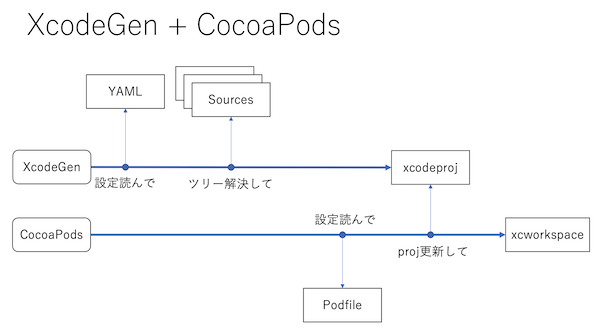 XcodeGen + CocoaPods
YAML
Sources
XcodeGen
xcodeproj
設定読んで
ツリー解決して
設定読んで
CocoaPods
xcworkspace
proj更新して
Podfile